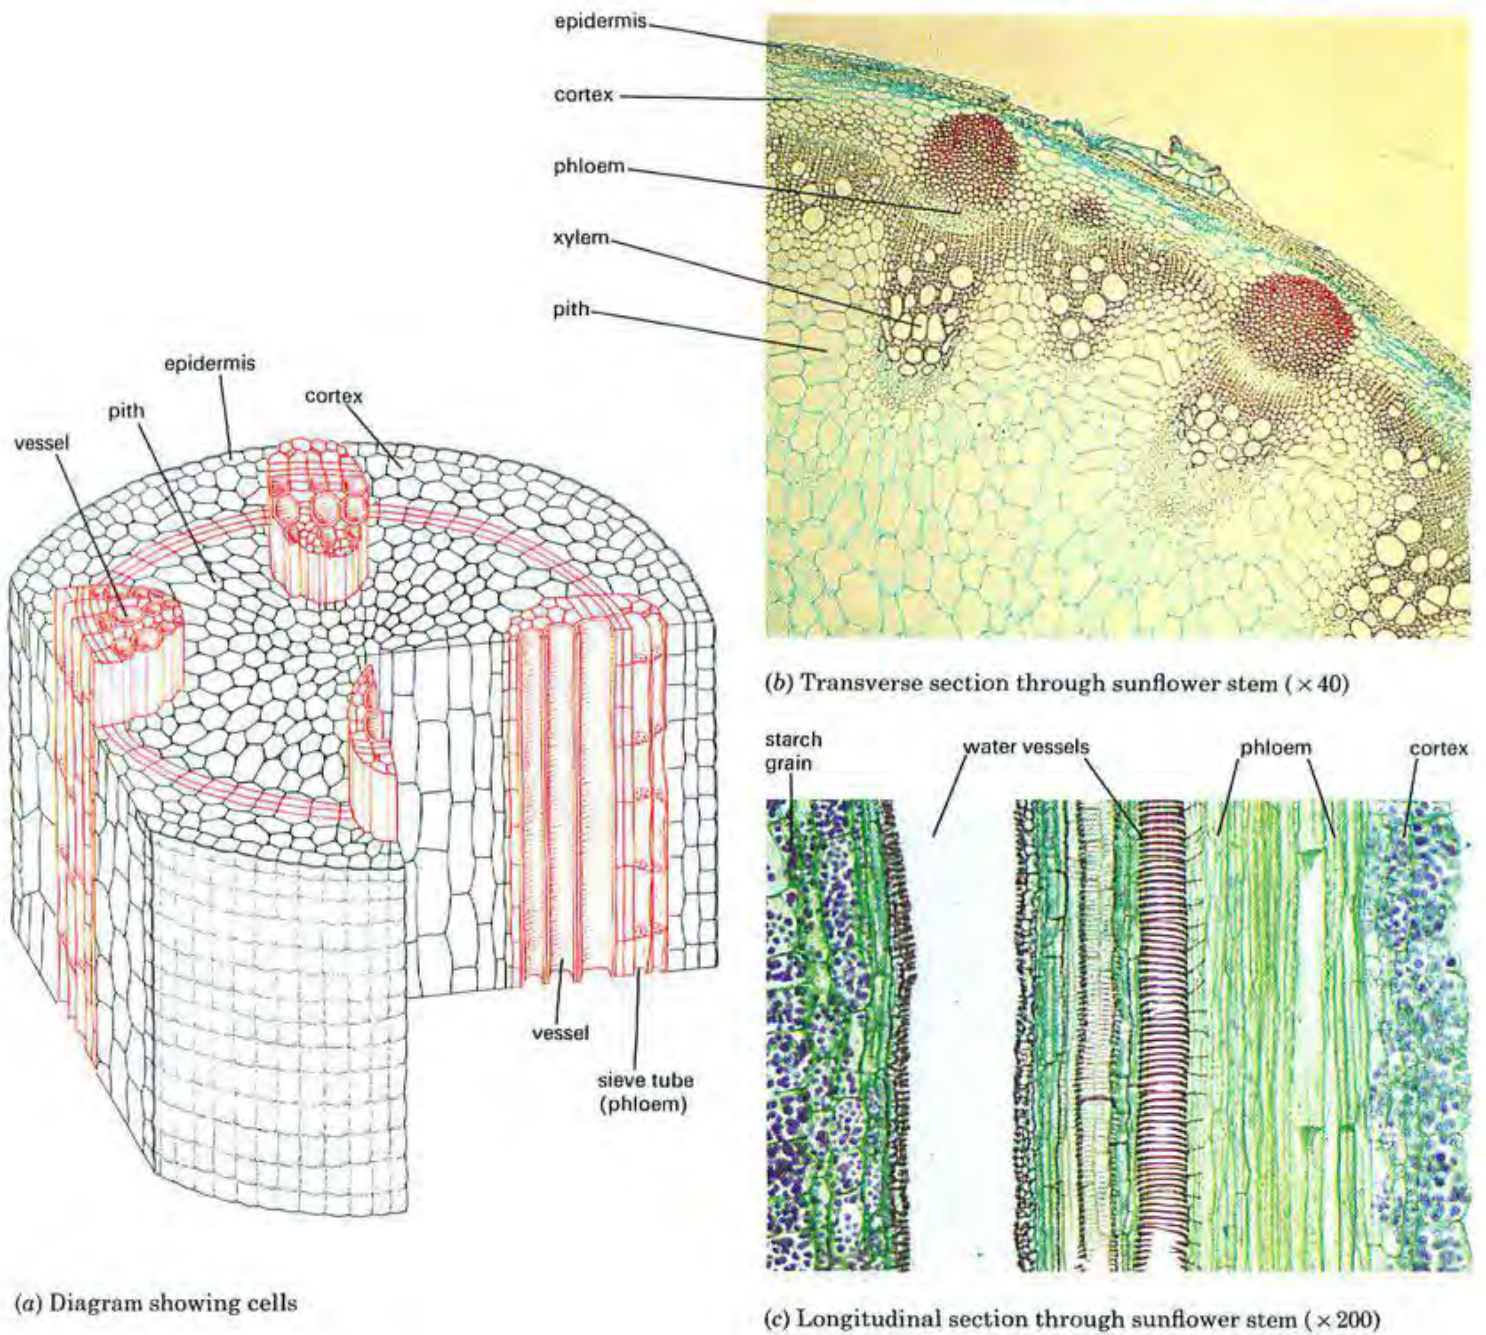 epidermis
cortex
phloem
xylem
pith
epidermis
cortex
pith
vessel
vessel
sieve tube
(phloem)
(a) Diagram showing cells
(b) Transverse section through sunflower stem (×40)
starch
grain
water vessels
phloem
cortex
(c) Longitudinal section through sunflower stem (×200)